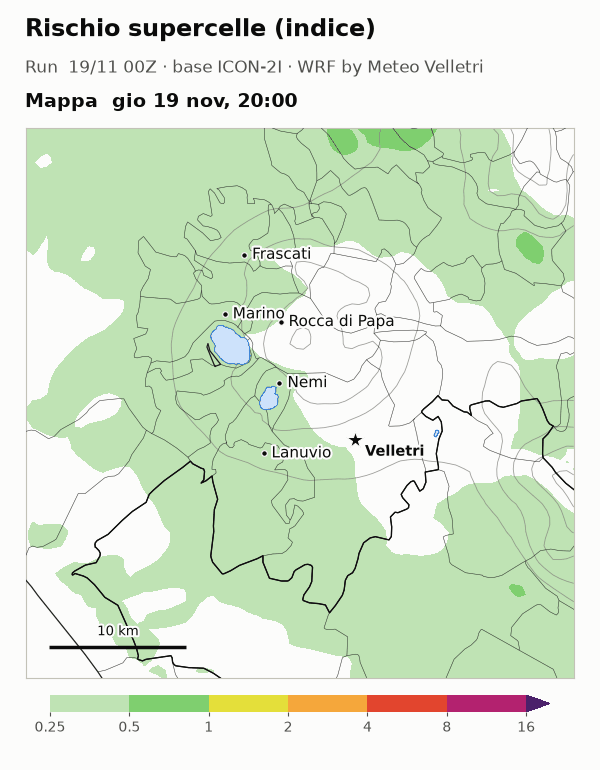 Rischio supercelle (indice)
Run 19/11 00Z · base ICON-2I · WRF by Meteo Velletri
Mappa gio 19 nov, 20:00
Frascati
Marino
Rocca di Papa
Nemi
Velletri
Lanuvio
10 km
0.25 0.5 1 2 4 8 16